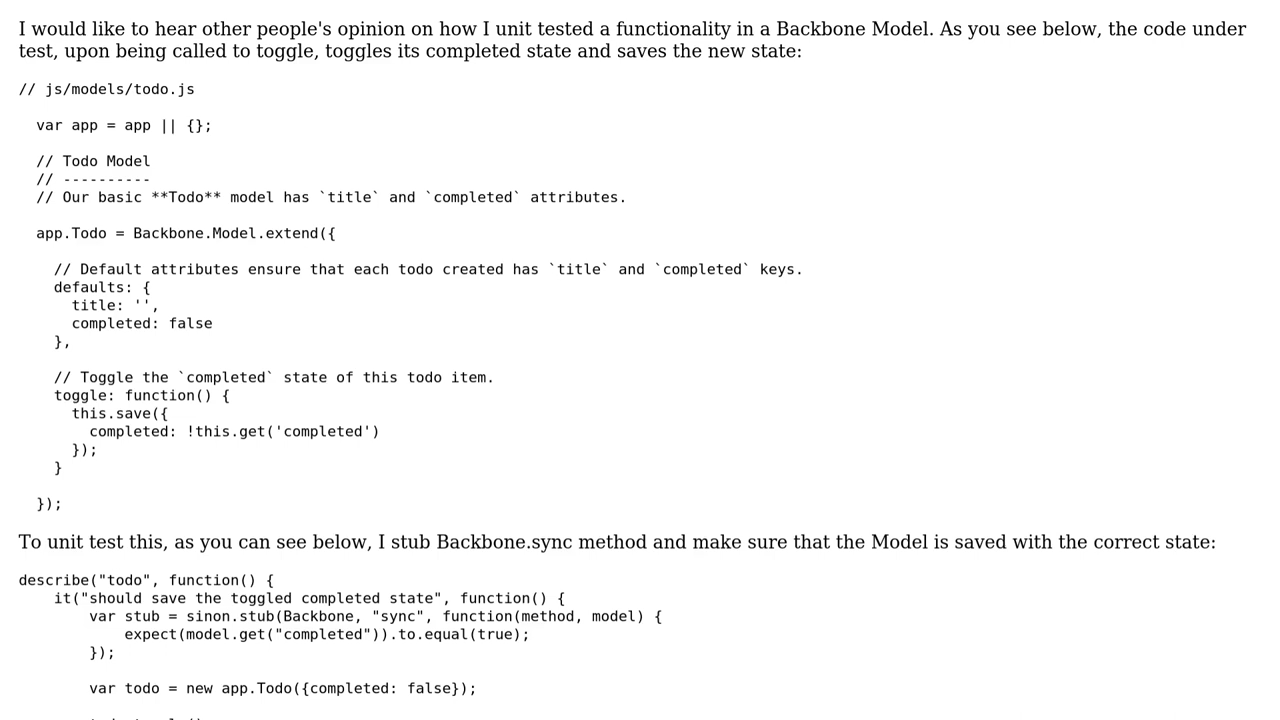 I would like to hear other people's opinion on how I unit tested a functionality in a Backbone Model. As you see below, the code under
test, upon being called to toggle, toggles its completed state and saves the new state:
// js/models/todo.js
var app = app || {};
// Todo Model
// ----------
// Our basic **Todo** model has `title` and `completed` attributes.
app.Todo = Backbone.Model.extend({
// Default attributes ensure that each todo created has `title` and `completed` keys.
defaults: {
title: '',
completed: false
},
// Toggle the `completed` state of this todo item.
toggle: function() {
this.save({
completed: !this.get('completed')
});
}
});
To unit test this, as you can see below, I stub Backbone.sync method and make sure that the Model is saved with the correct state:
describe("todo", function() {
it("should save the toggled completed state", function() {
var stub = sinon.stub(Backbone, "sync", function(method, model) {
expect(model.get("completed")).to.equal(true);
});
var todo = new app.Todo({completed: false});